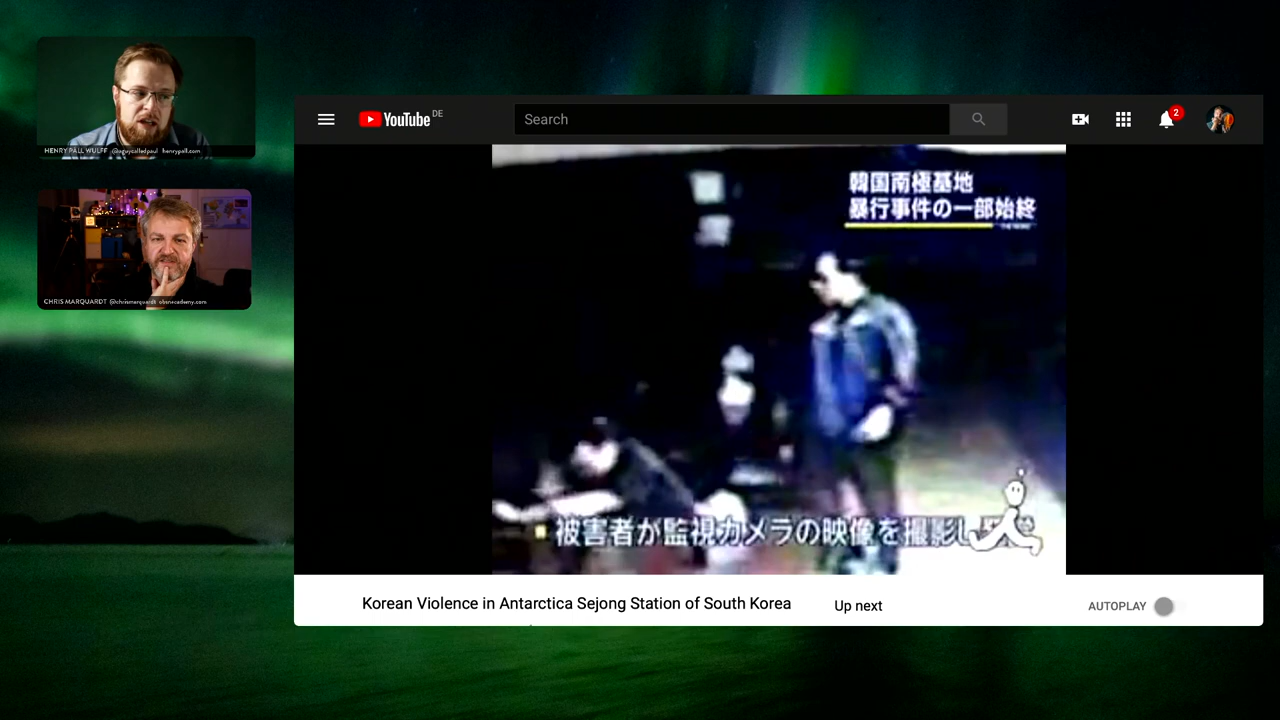 HENRY PALL WULFF @aguycalledpaul henrypall.com
CHRIS MARQUARDT @chrismarquardt obsnecademy.com
YouTube DE
Search
2
韓国南極基地
暴行事件の一部始終
被害者が監視カメラの映像を撮影し
Korean Violence in Antarctica Sejong Station of South Korea
Up next
AUTOPLAY